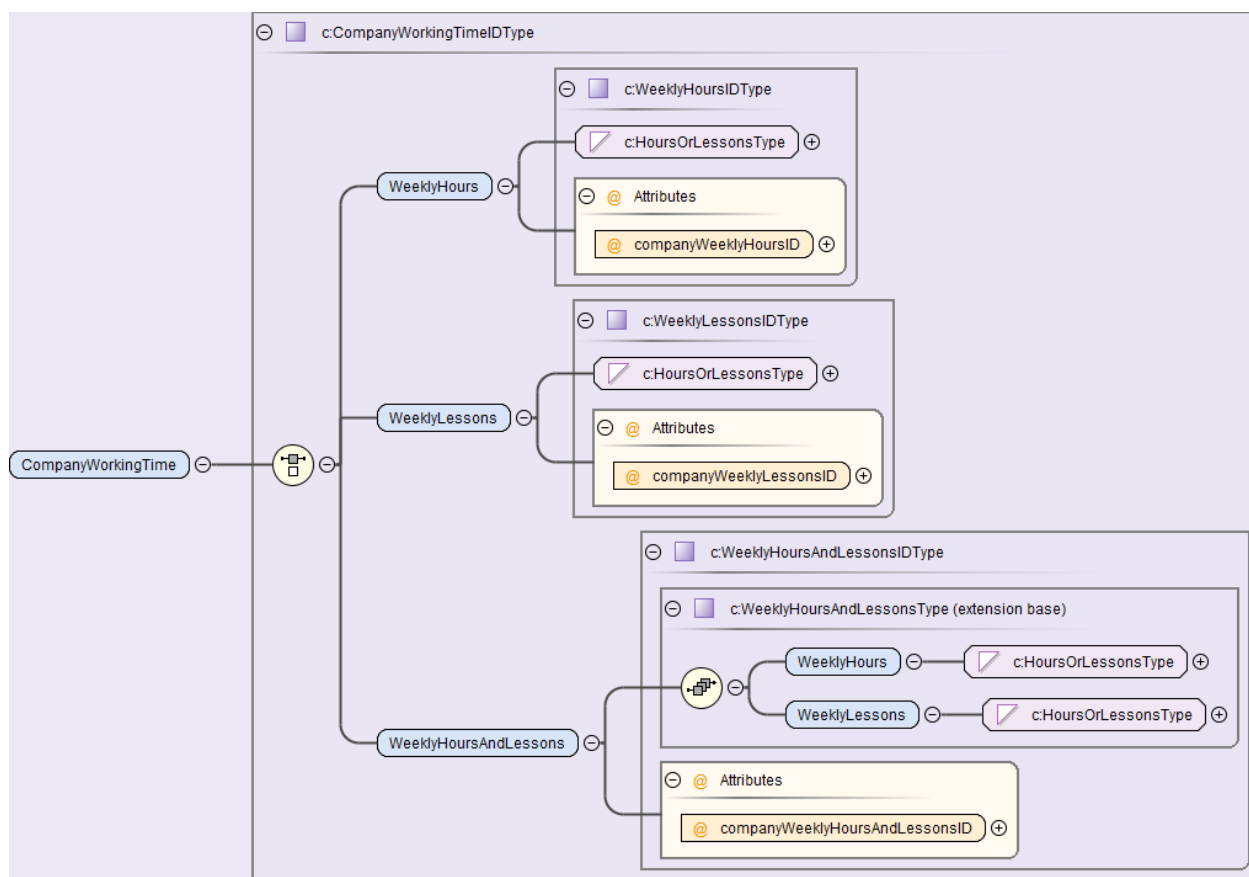 c:CompanyWorkingTimeIDType
c:WeeklyHoursIDType
c:HoursOrLessonsType
WeeklyHours
@ Attributes
@ companyWeeklyHoursID
c:WeeklyLessonsIDType
c:HoursOrLessonsType
WeeklyLessons
@ Attributes
CompanyWorkingTime
@ companyWeeklyLessonsID
c:WeeklyHoursAndLessonsIDType
c:WeeklyHoursAndLessonsType (extension base)
WeeklyHours
c:HoursOrLessonsType
WeeklyLessons
c:HoursOrLessonsType
WeeklyHoursAndLessons
@ Attributes
@ companyWeeklyHoursAndLessonsID